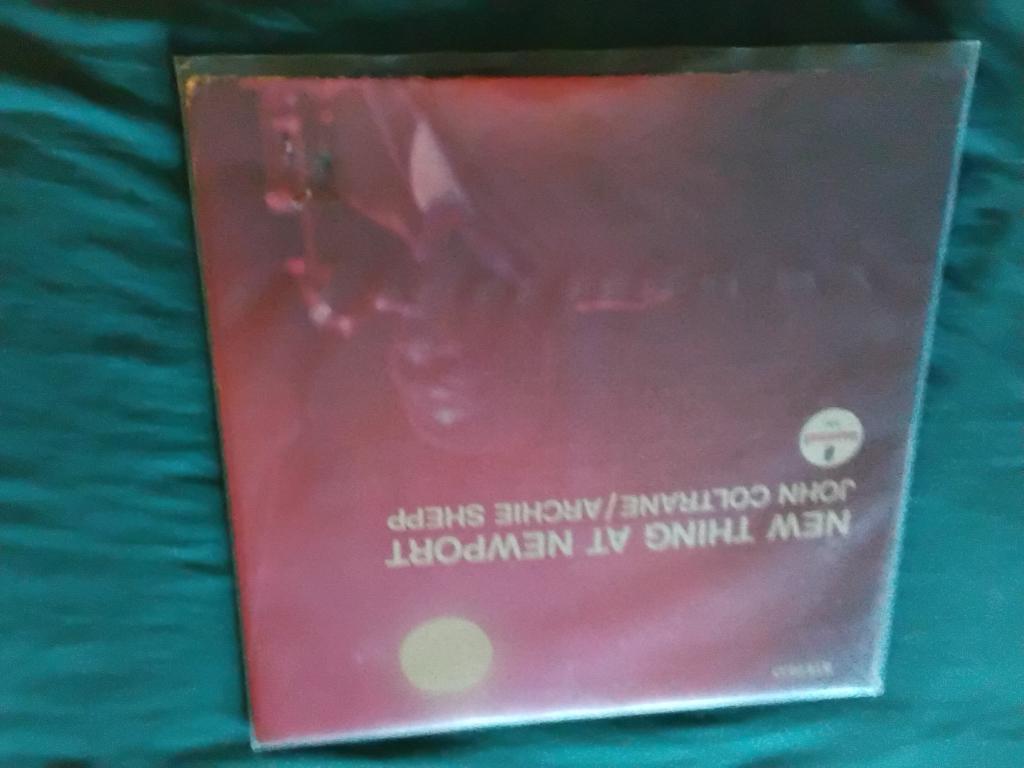 NEW THING AT NEWPORT
JOHN COLTRANE/ARCHIE SHEPP